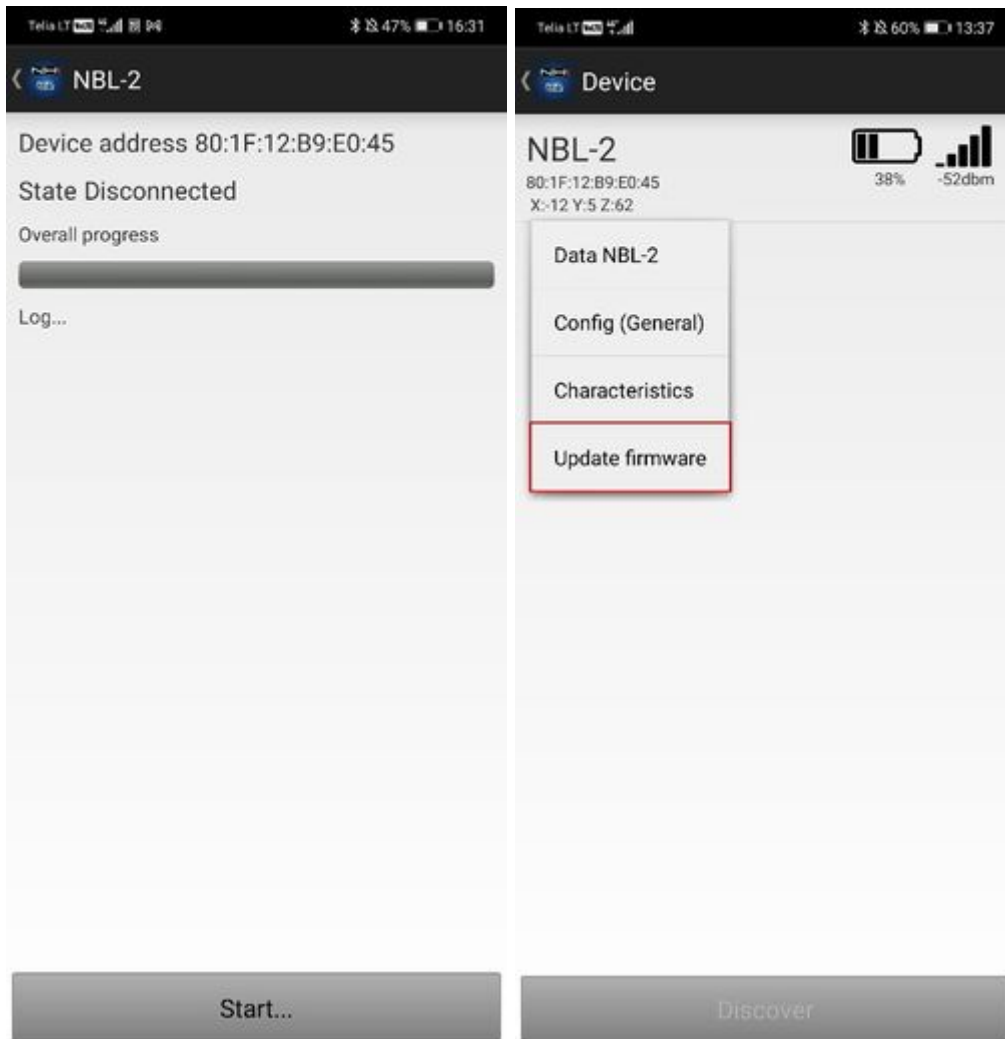 Telia LT
47% 16:31
NBL-2
Device address 80:1F:12:B9:E0:45
State Disconnected
Overall progress
Log...
Start...
Telia LT
60% 13:37
Device
NBL-2
80:1F:12:B9:E0:45
X:-12 Y:5 Z:62
38%
-52dbm
Data NBL-2
Config (General)
Characteristics
Update firmware
Discover